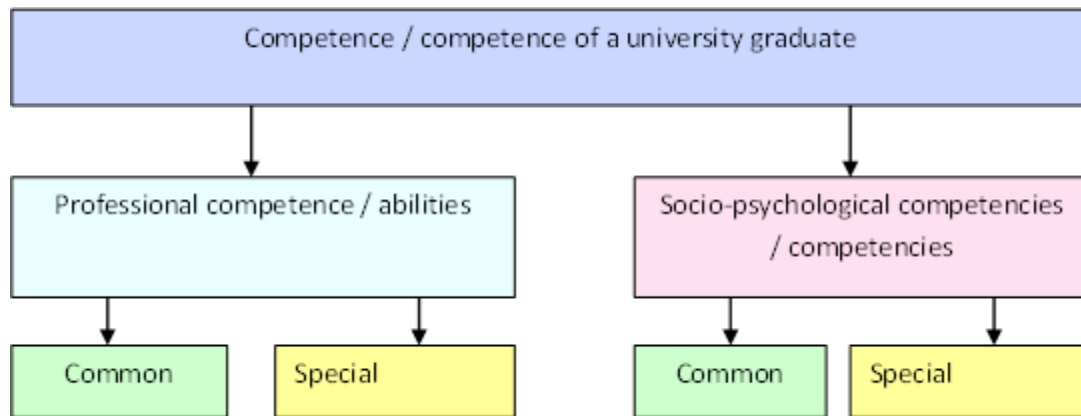 Competence / competence of a university graduate
Professional competence / abilities
Socio-psychological competencies
/ competencies
Common
Special
Common
Special